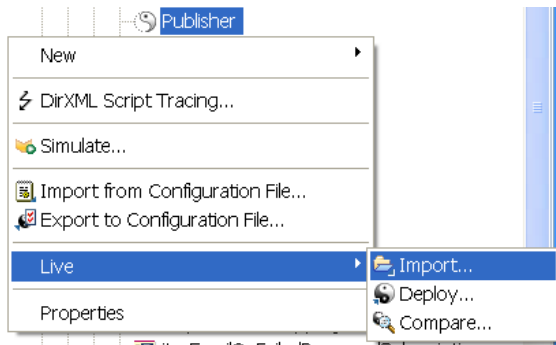 Publisher
New
DirXML Script Tracing...
Simulate...
Import from Configuration File...
Export to Configuration File...
Live
Import...
Deploy...
Properties
Compare...